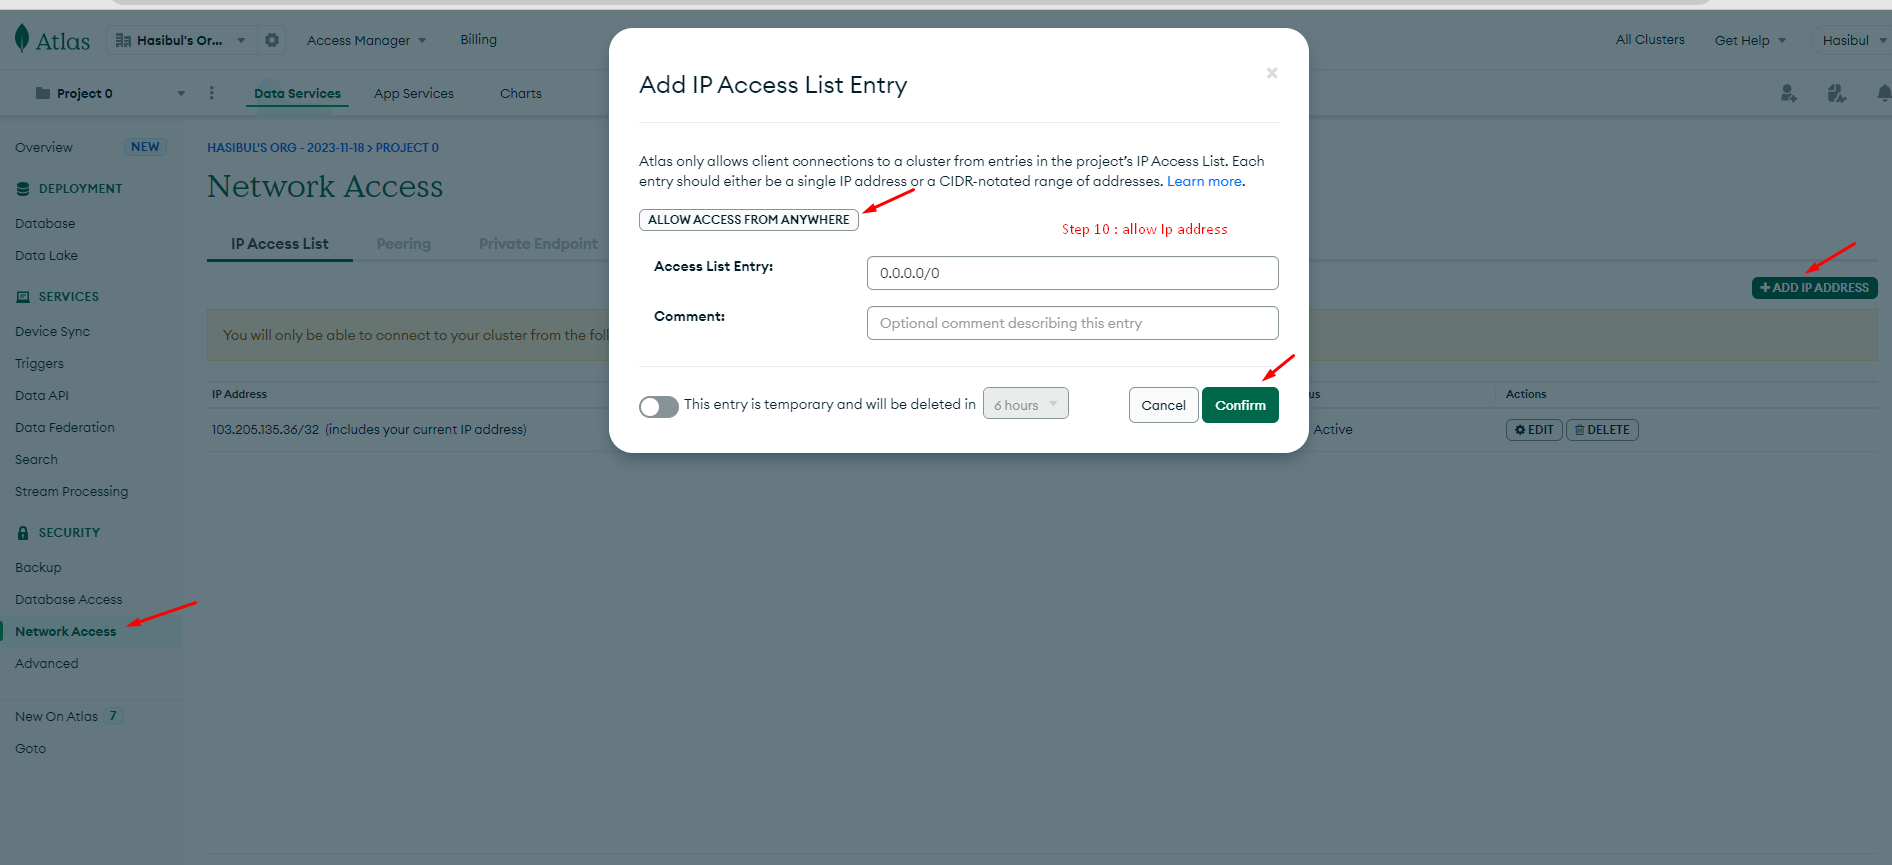 Atlas
Hasibul's Or...
Access Manager
Billing
All Clusters
Get Help
Hasibul
Project 0
Data Services
App Services
Charts
Overview
NEW
DEPLOYMENT
Database
Data Lake
SERVICES
Device Sync
Triggers
Data API
Data Federation
Search
Stream Processing
SECURITY
Backup
Database Access
Network Access
Advanced
New On Atlas 7
Goto
HASIBUL'S ORG - 2023-11-18 > PROJECT 0
Network Access
IP Access List
Peering
Private Endpoint
+ ADD IP ADDRESS
You will only be able to connect to your cluster from the foll
IP Address
us
Actions
103.205.135.36/32 (includes your current IP address)
Active
EDIT
DELETE
Add IP Access List Entry
×
Atlas only allows client connections to a cluster from entries in the project's IP Access List. Each
entry should either be a single IP address or a CIDR-notated range of addresses. Learn more.
ALLOW ACCESS FROM ANYWHERE
Step 10 : allow Ip address
Access List Entry:
0.0.0.0/0
Comment:
Optional comment describing this entry
This entry is temporary and will be deleted in
6 hours
Cancel
Confirm